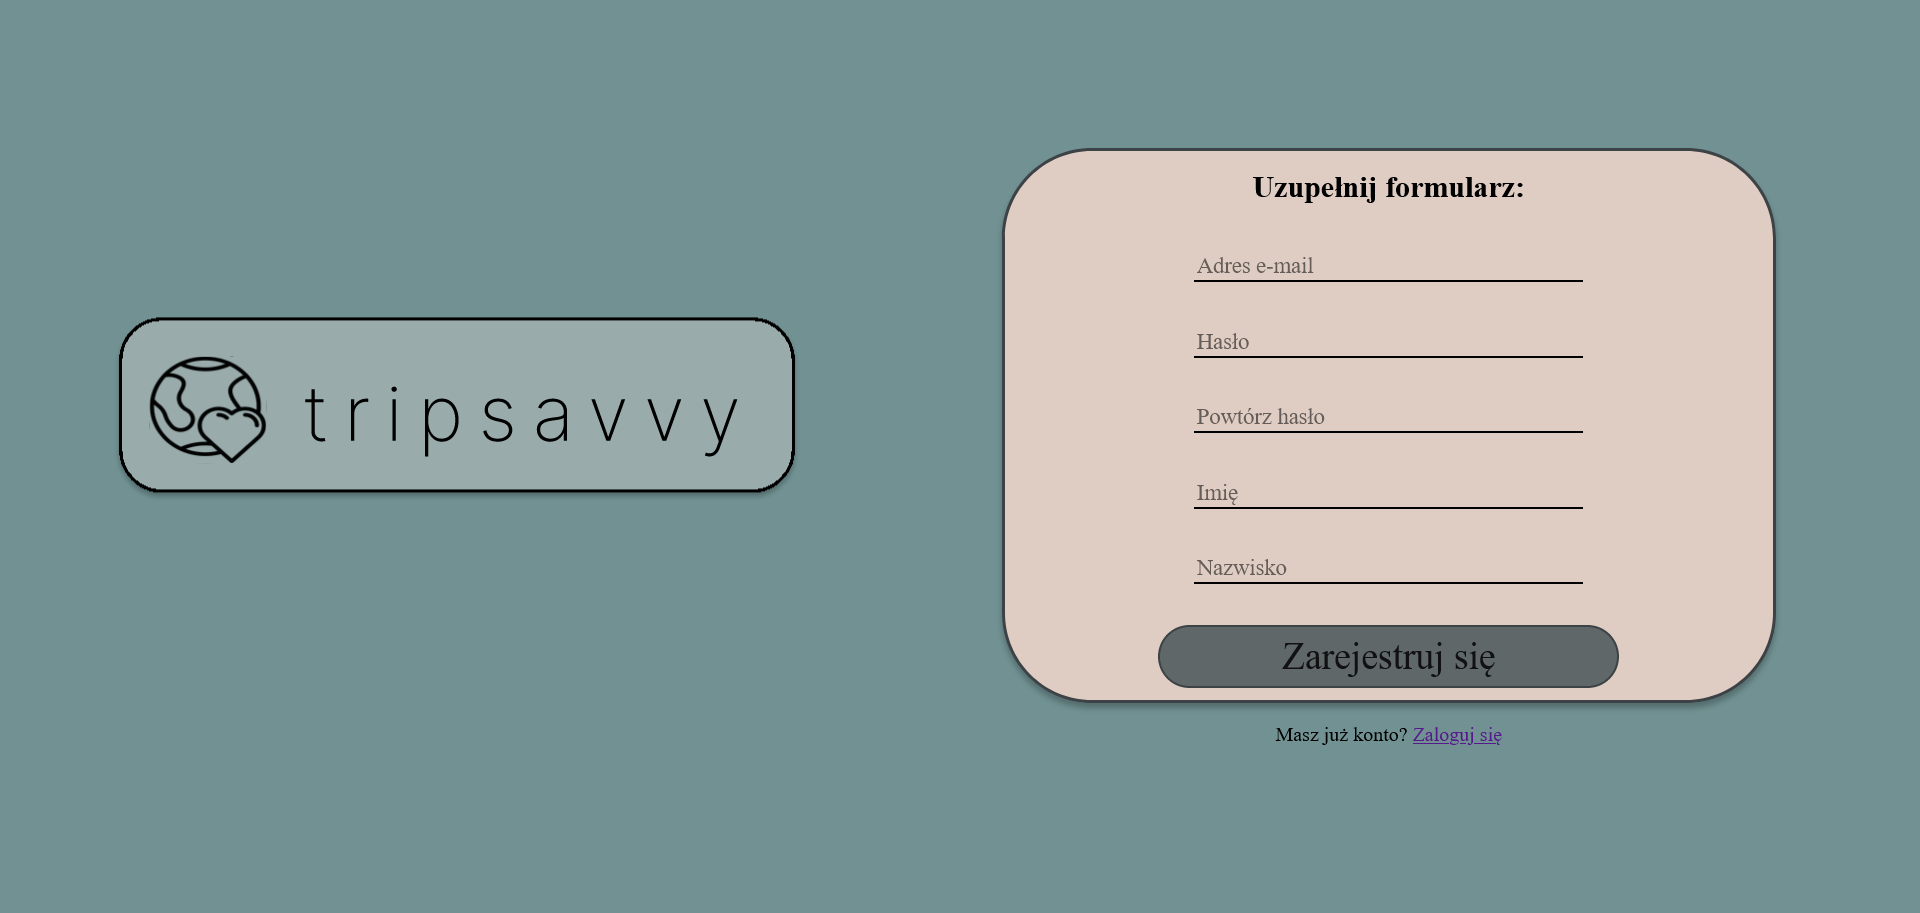 tripsavvy
Uzupełnij formularz:
Adres e-mail
Hasło
Powtórz hasło
Imię
Nazwisko
Zarejestruj się
Masz już konto? Zaloguj się